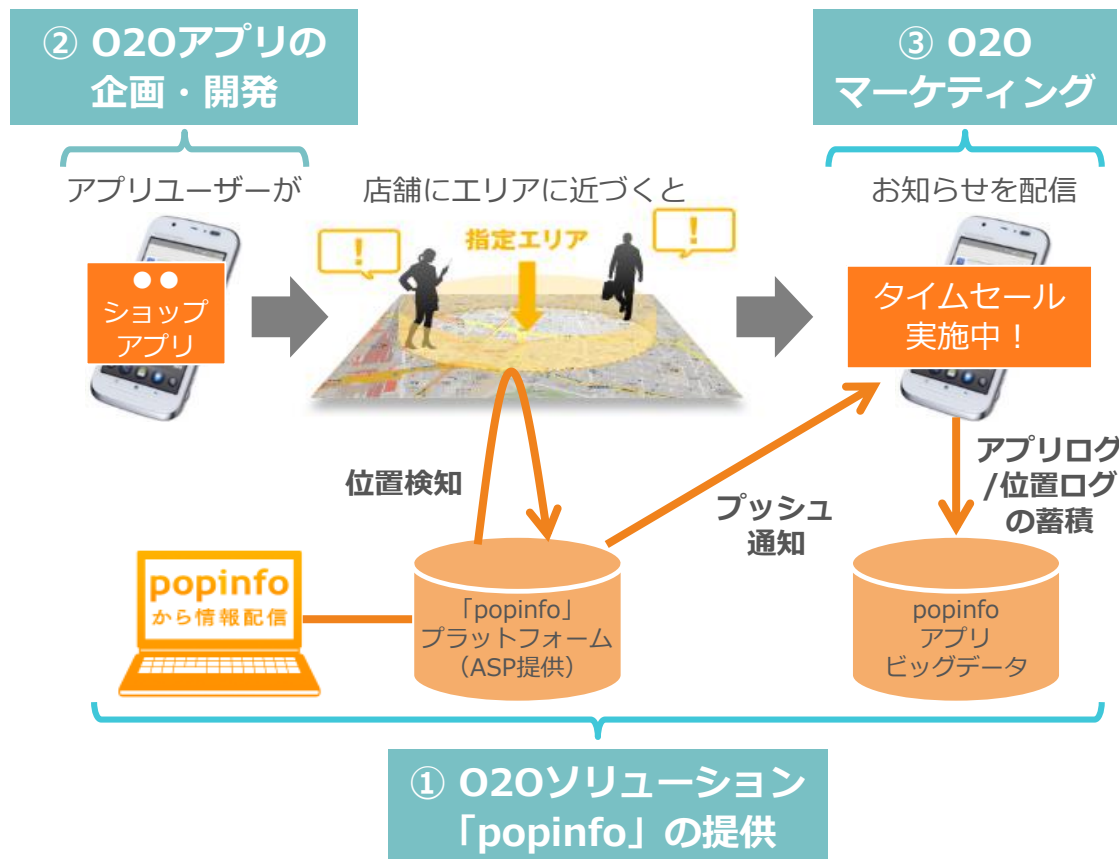 ② O2Oアプリの
企画・開発
③ O2O
マーケティング
アプリユーザーが
店舗にエリアに近づくと
お知らせを配信
●●
ショップ
アプリ
!
指定エリア
!
タイムセール
実施中！
位置検知
プッシュ
通知
アプリログ
/位置ログ
の蓄積
popinfo
から情報配信
「popinfo」
プラットフォーム
（ASP提供）
popinfo
アプリ
ビッグデータ
① O2Oソリューション
「popinfo」の提供